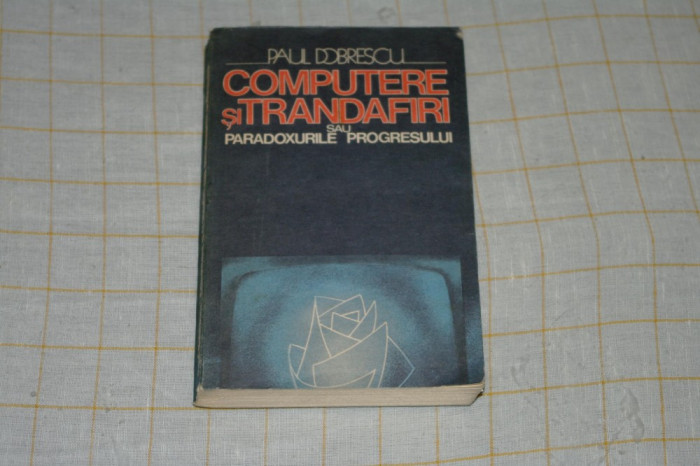 PAUL DOBRESCU
COMPUTERE
ȘI TRANDAFIRI
SAU
PARADOXURILE PROGRESULUI